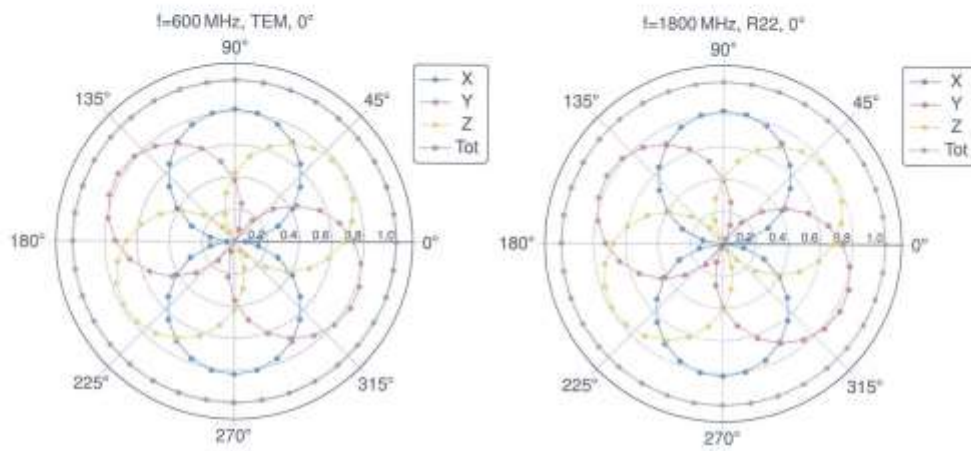 f=600 MHz, TEM, 0°
90°
135°
45°
X
Y
Z
Tot
180°
0.2 0.4 0.6 0.8 1.0
0°
225°
315°
270°
f=1800 MHz, R22, 0°
90°
135°
45°
X
Y
Z
Tot
180°
0.2 0.4 0.6 0.8 1.0
0°
225°
315°
270°